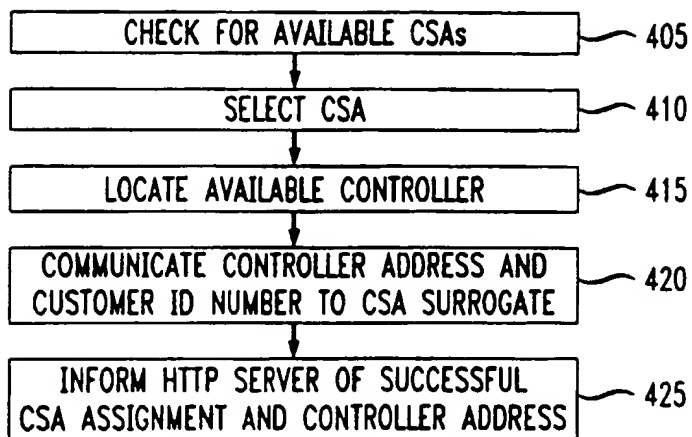 CHECK FOR AVAILABLE CSAs
405
SELECT CSA
410
LOCATE AVAILABLE CONTROLLER
415
COMMUNICATE CONTROLLER ADDRESS AND
CUSTOMER ID NUMBER TO CSA SURROGATE
420
INFORM HTTP SERVER OF SUCCESSFUL
CSA ASSIGNMENT AND CONTROLLER ADDRESS
425